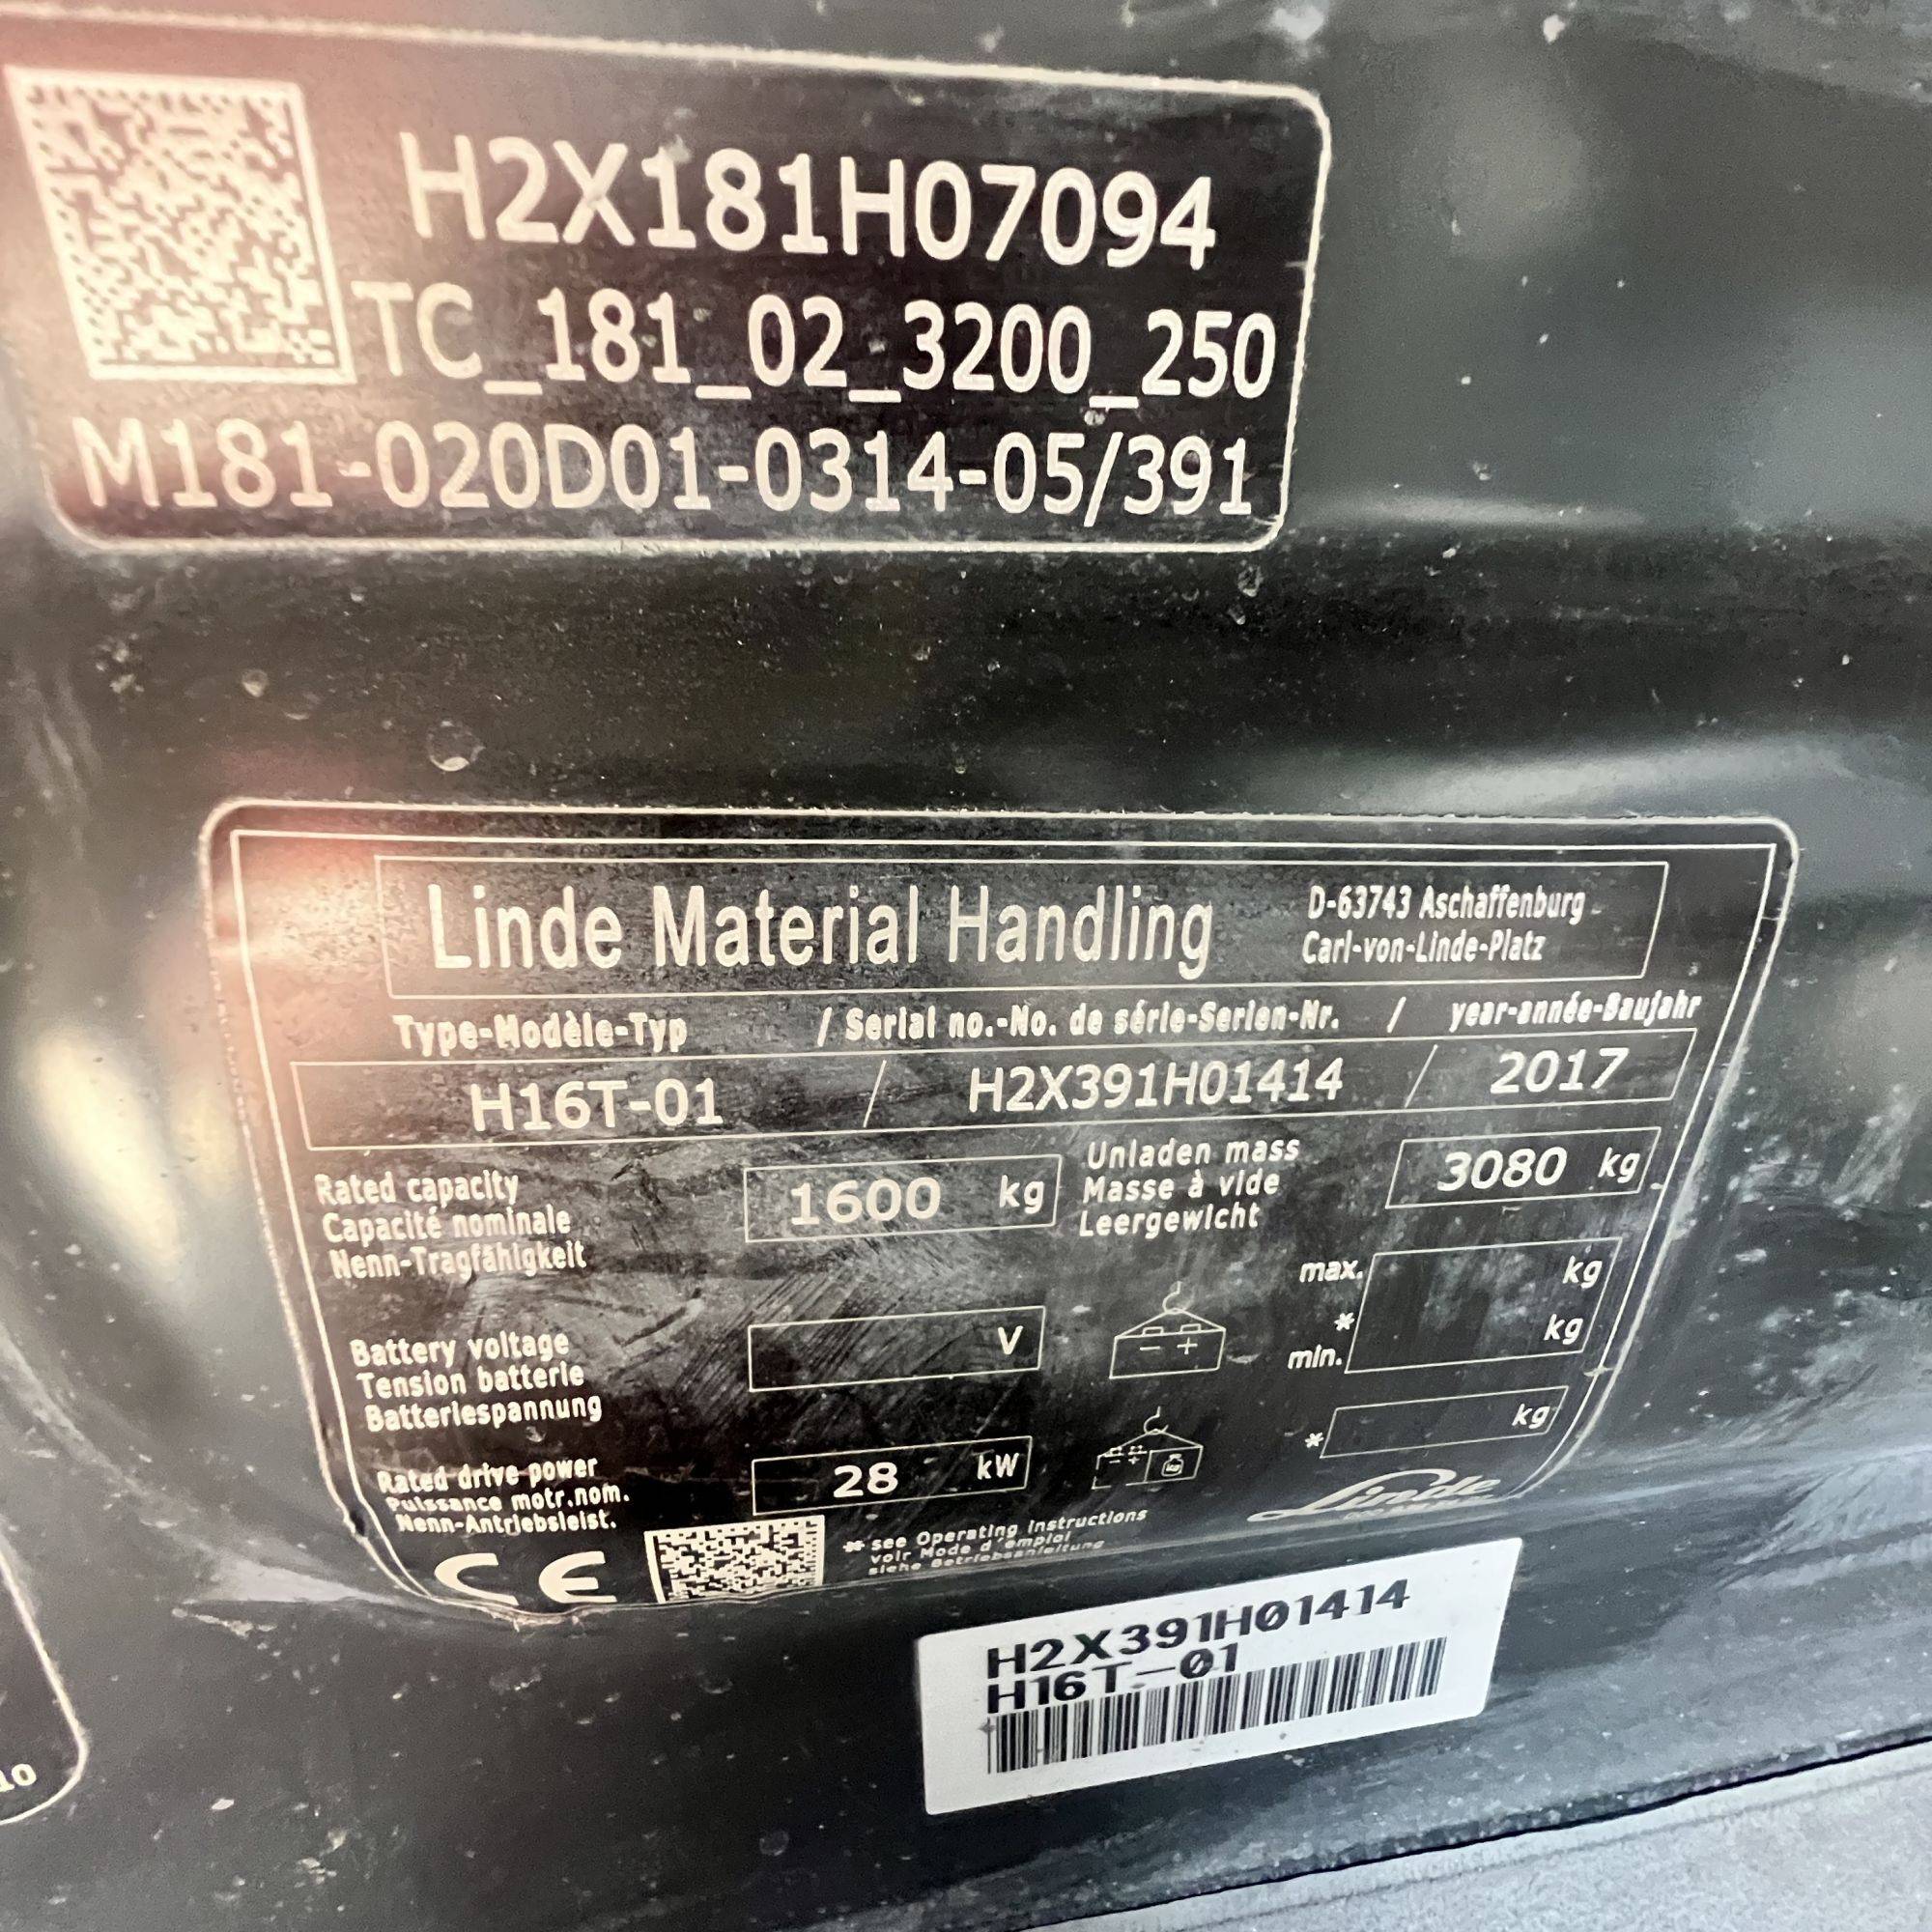 H2X181H07094
TC_181_02_3200_250
M181-020D01-0314-05/391
Linde Material Handling
D-63743 Aschaffenburg
Carl-von-Linde-Platz
Type-Modèle-Typ / Serial no.-No. de série-Serien-Nr. / year-année-Baujahr
H16T-01 / H2X391H01414 / 2017
Rated capacity
Capacité nominale
Nenn-Tragfähigkeit
1600 kg
Unladen mass
Masse à vide
Leergewicht
3080 kg
Battery voltage
Tension batterie
Batteriespannung
V
max. kg
*
min. kg
- +
Rated drive power
Puissance motr.nom.
Nenn-Antriebsleist.
28 kW
* kg
Linde
CE
* see Operating instructions
voir Mode d'emploi
siehe Betriebsanleitung
H2X391H01414
H16T-01
10